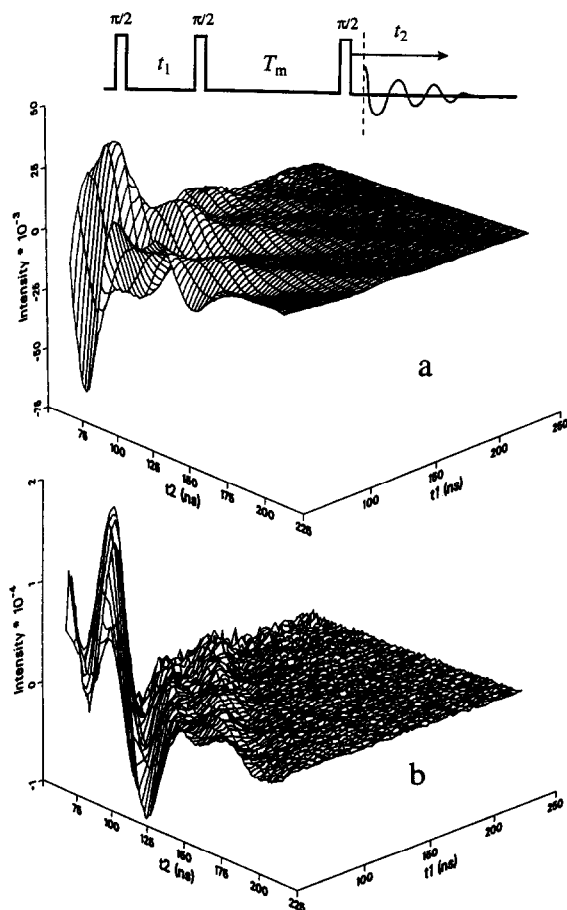 π/2 π/2 π/2
t₁ Tₘ t₂
50
25
0
-25
-50
-75
Intensity * 10⁻³
75 100 125 150 175 200 225
t2 (ns)
100 150 200 250
t1 (ns)
a
2
1
0
-1
Intensity * 10⁻⁴
75 100 125 150 175 200 225
t2 (ns)
100 150 200 250
t1 (ns)
b